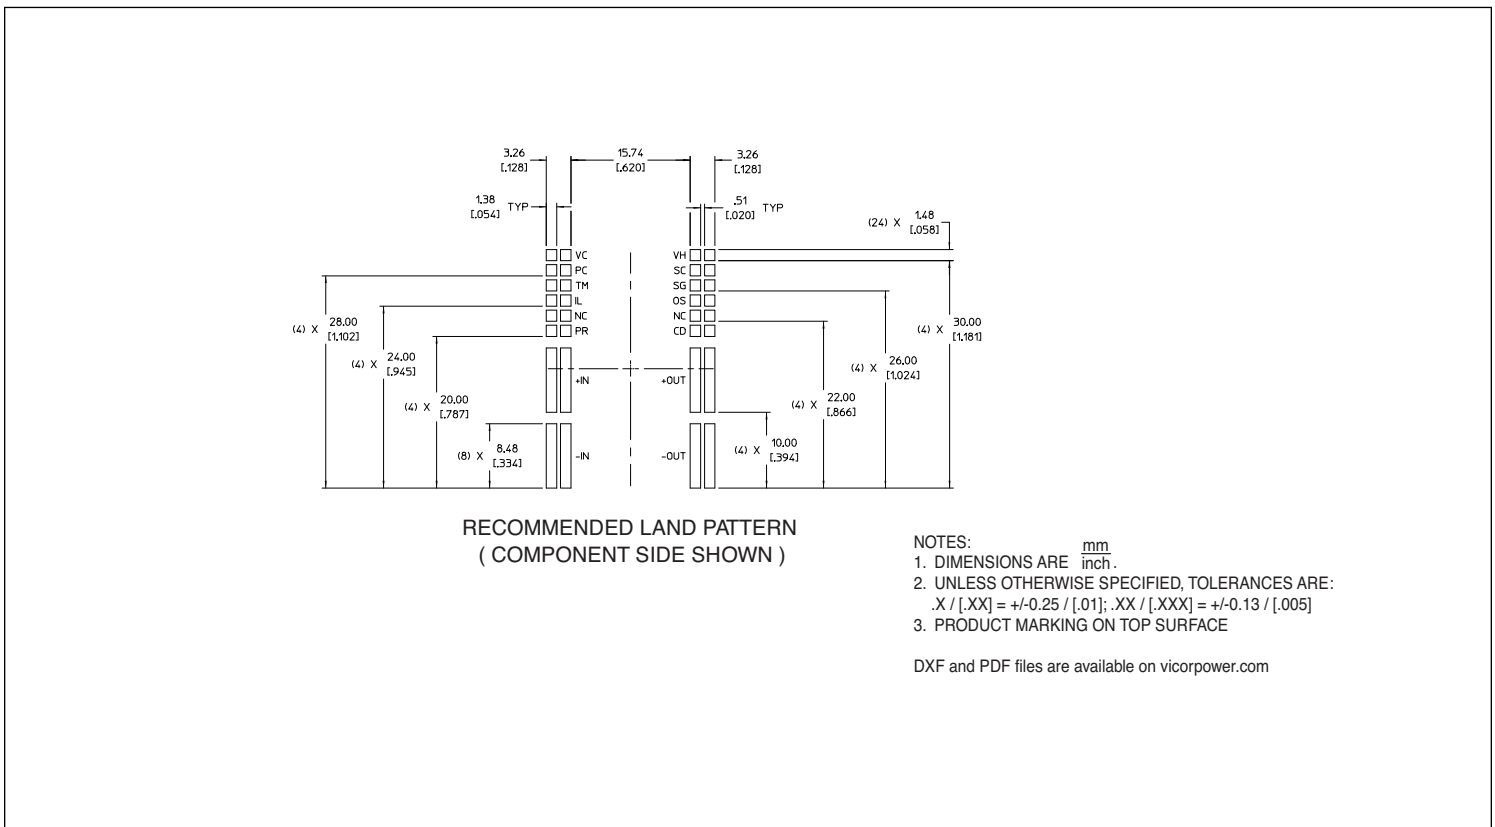 3.26
[.128]
15.74
[.620]
3.26
[.128]
1.38
[.054]
TYP
.51
[.020]
TYP
(24) X 1.48
[.058]
VC
VH
PC
SC
TM
SG
IL
OS
NC
NC
PR
CD
(4) X 28.00
[1.102]
(4) X 30.00
[1.181]
(4) X 24.00
[.945]
(4) X 26.00
[1.024]
+IN
+OUT
(4) X 20.00
[.787]
(4) X 22.00
[.866]
(8) X 8.48
[.334]
-IN
-OUT
(4) X 10.00
[.394]
RECOMMENDED LAND PATTERN
( COMPONENT SIDE SHOWN )
NOTES:
mm
1. DIMENSIONS ARE inch .
2. UNLESS OTHERWISE SPECIFIED, TOLERANCES ARE:
.X / [.XX] = +/-0.25 / [.01]; .XX / [.XXX] = +/-0.13 / [.005]
3. PRODUCT MARKING ON TOP SURFACE
DXF and PDF files are available on vicorpower.com